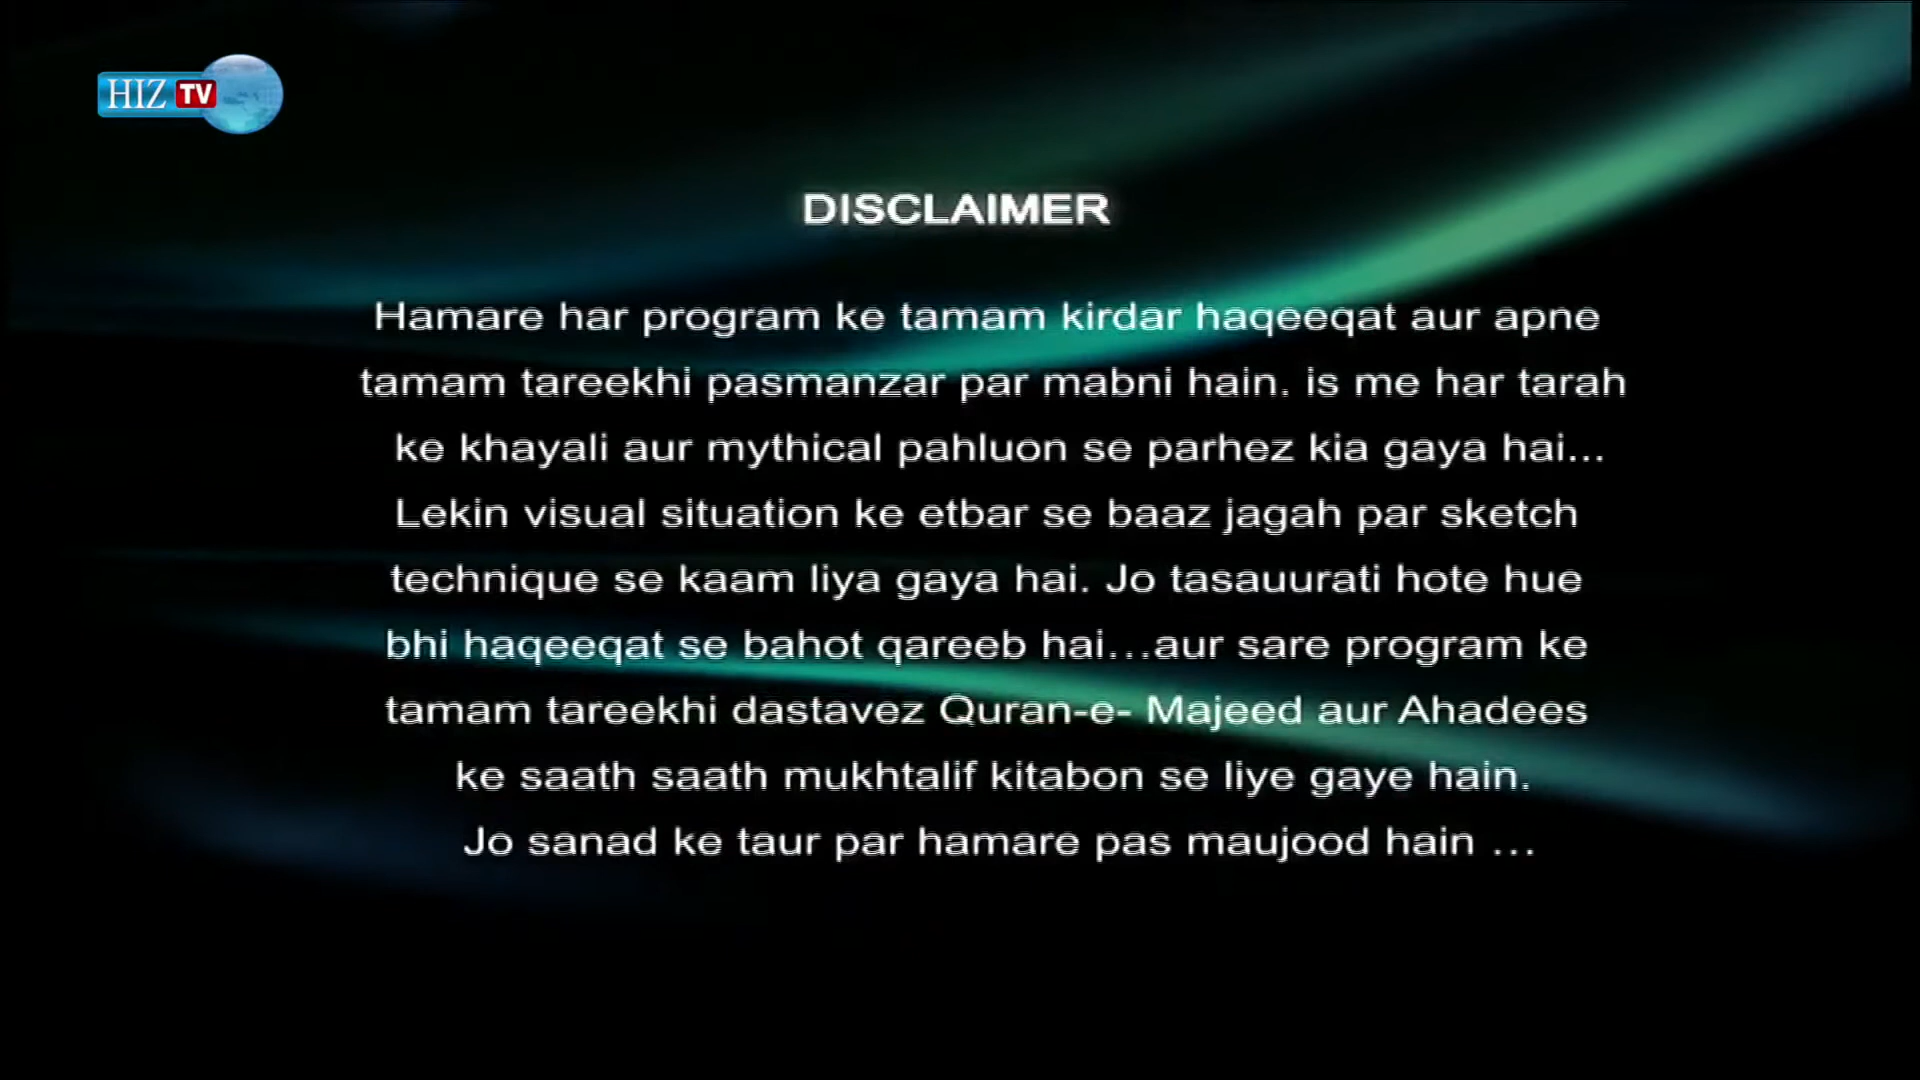 HIZ TV
DISCLAIMER
Hamare har program ke tamam kirdar haqeeqat aur apne
tamam tareekhi pasmanzar par mabni hain. is me har tarah
ke khayali aur mythical pahluon se parhez kia gaya hai...
Lekin visual situation ke etbar se baaz jagah par sketch
technique se kaam liya gaya hai. Jo tasauurati hote hue
bhi haqeeqat se bahot qareeb hai...aur sare program ke
tamam tareekhi dastavez Quran-e- Majeed aur Ahadees
ke saath saath mukhtalif kitabon se liye gaye hain.
Jo sanad ke taur par hamare pas maujood hain ...